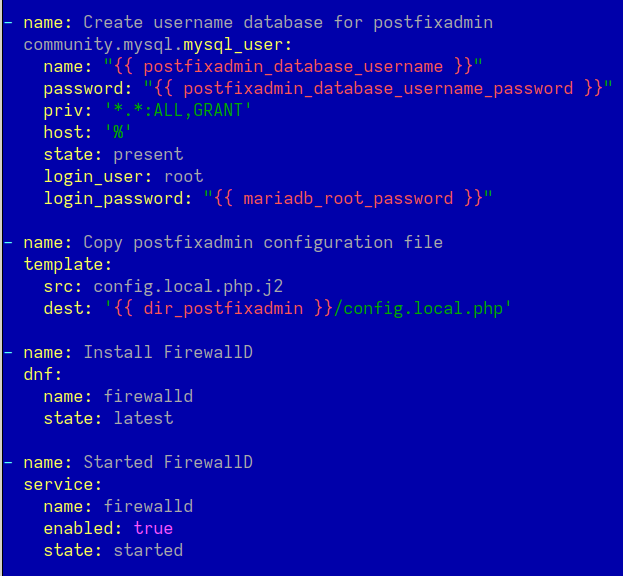 - name: Create username database for postfixadmin
  community.mysql.mysql_user:
    name: "{{ postfixadmin_database_username }}"
    password: "{{ postfixadmin_database_username_password }}"
    priv: '*.*:ALL,GRANT'
    host: '%'
    state: present
    login_user: root
    login_password: "{{ mariadb_root_password }}"

- name: Copy postfixadmin configuration file
  template:
    src: config.local.php.j2
    dest: '{{ dir_postfixadmin }}/config.local.php'

- name: Install FirewallD
  dnf:
    name: firewalld
    state: latest

- name: Started FirewallD
  service:
    name: firewalld
    enabled: true
    state: started